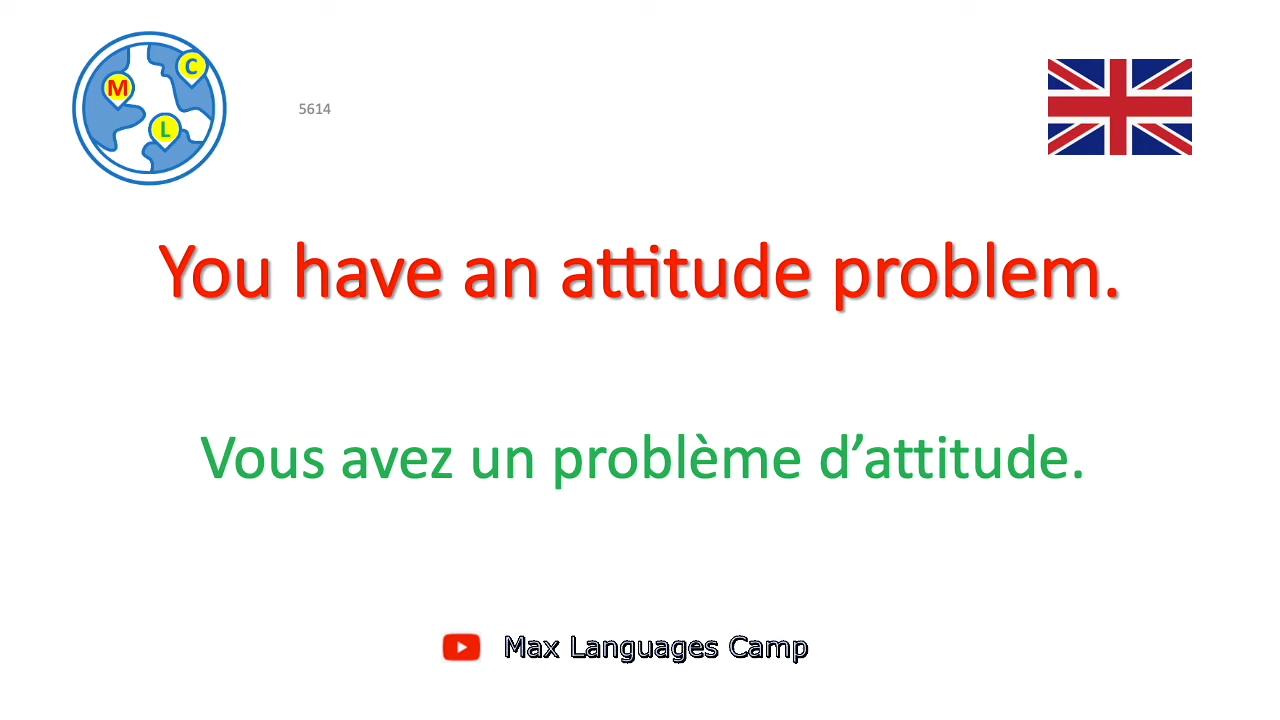 M
C
L
5614
You have an attitude problem.
Vous avez un problème d’attitude.
Max Languages Camp